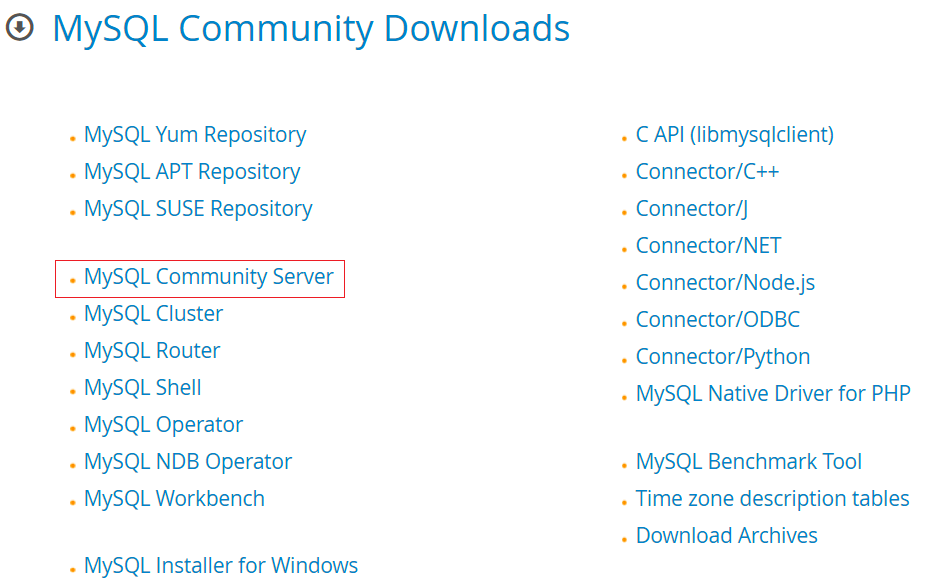 MySQL Community Downloads
MySQL Yum Repository
MySQL APT Repository
MySQL SUSE Repository
MySQL Community Server
MySQL Cluster
MySQL Router
MySQL Shell
MySQL Operator
MySQL NDB Operator
MySQL Workbench
MySQL Installer for Windows
C API (libmysqlclient)
Connector/C++
Connector/J
Connector/NET
Connector/Node.js
Connector/ODBC
Connector/Python
MySQL Native Driver for PHP
MySQL Benchmark Tool
Time zone description tables
Download Archives